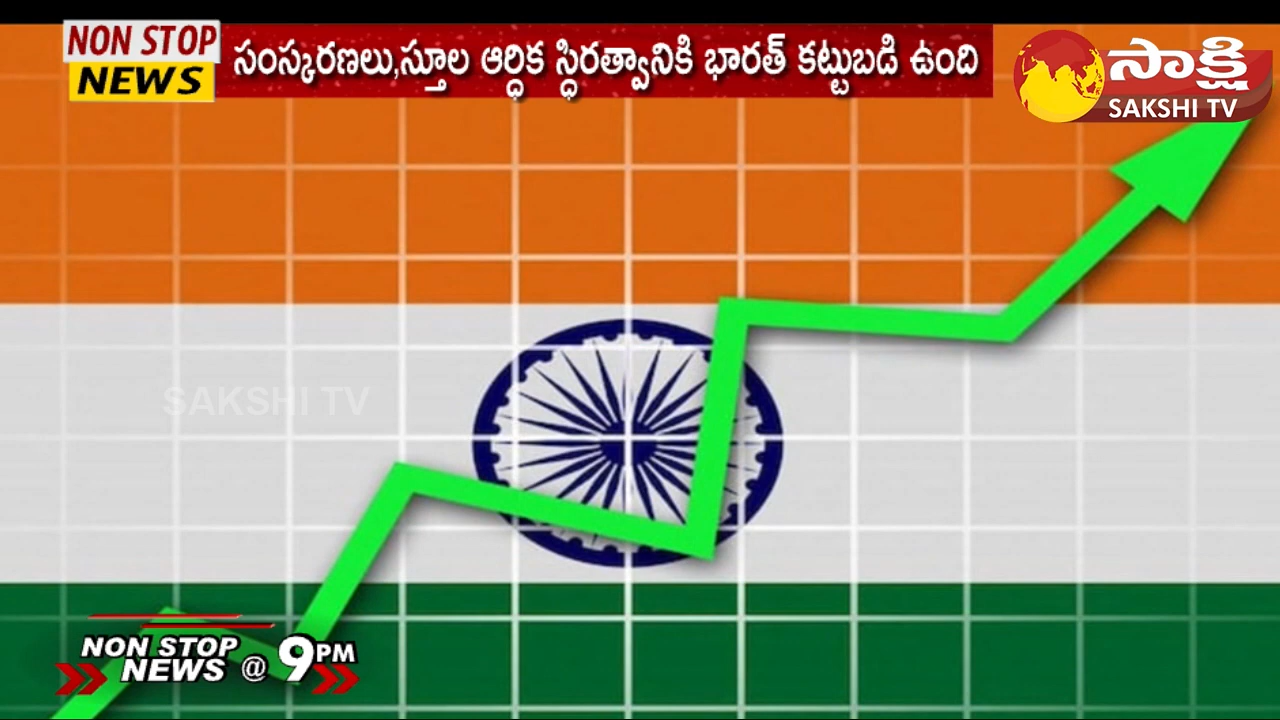 NON STOP
NEWS
సంస్కరణలు,స్తూల ఆర్ధిక స్ధిరత్వానికి భారత్ కట్టుబడి ఉంది
సాక్షి
SAKSHI TV
SAKSHI TV
NON STOP
NEWS @ 9PM